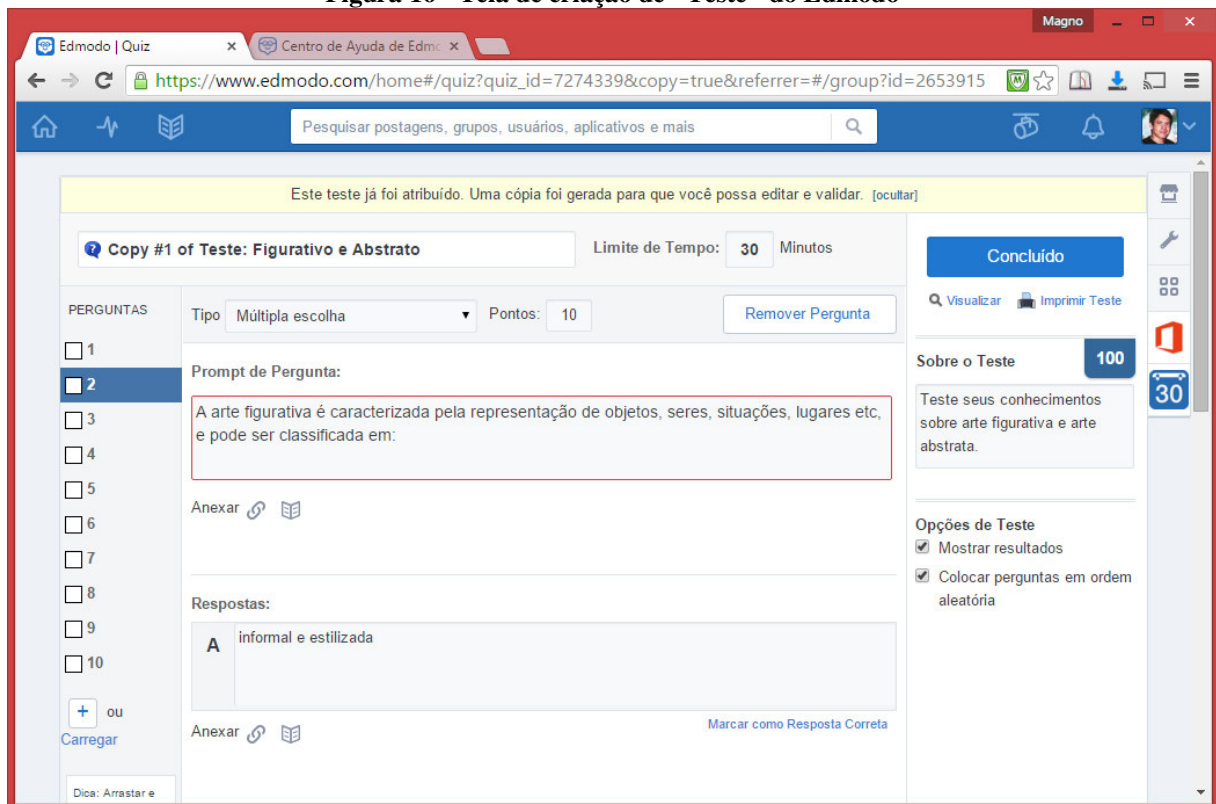 Figura 16 - Tela de criação de "Teste" do Edmodo
Magno
Edmodo | Quiz
Centro de Ayuda de Edmo
https://www.edmodo.com/home#/quiz?quiz_id=7274339&copy=true&referrer=#/group?id=2653915
Pesquisar postagens, grupos, usuários, aplicativos e mais
Este teste já foi atribuído. Uma cópia foi gerada para que você possa editar e validar. [ocultar]
Copy #1 of Teste: Figurativo e Abstrato
Limite de Tempo: 30 Minutos
Concluído
Visualizar Imprimir Teste
PERGUNTAS
Tipo Múltipla escolha Pontos: 10 Remover Pergunta
1
2
3
4
5
6
7
8
9
10
+ ou
Carregar
Dica: Arrastar e
Prompt de Pergunta:
A arte figurativa é caracterizada pela representação de objetos, seres, situações, lugares etc,
e pode ser classificada em:
Anexar
Respostas:
A informal e estilizada
Marcar como Resposta Correta
Anexar
Sobre o Teste 100
Teste seus conhecimentos
sobre arte figurativa e arte
abstrata.
Opções de Teste
Mostrar resultados
Colocar perguntas em ordem
aleatória
30